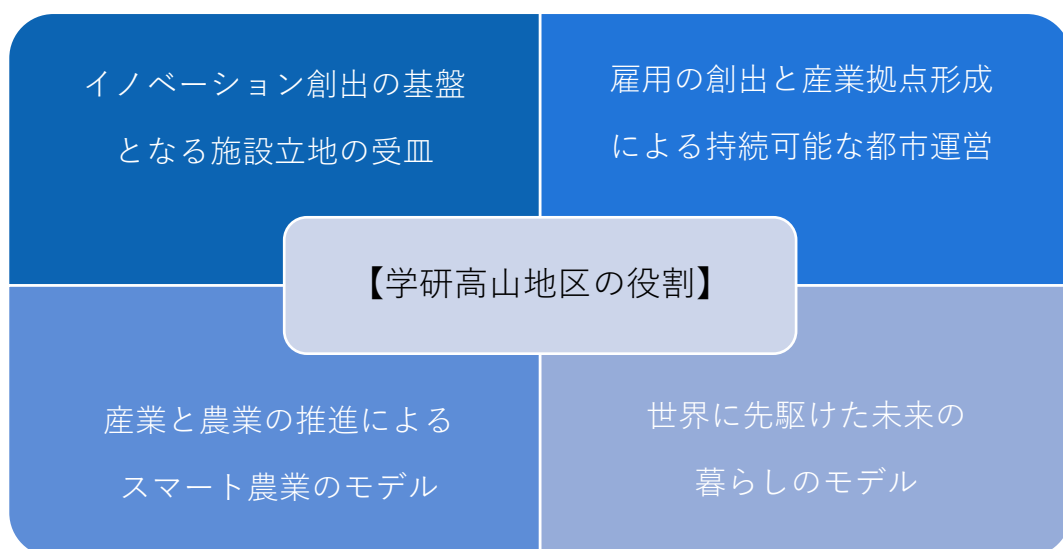 イノベーション創出の基盤
となる施設立地の受皿
雇用の創出と産業拠点形成
による持続可能な都市運営
【学研高山地区の役割】
産業と農業の推進による
スマート農業のモデル
世界に先駆けた未来の
暮らしのモデル